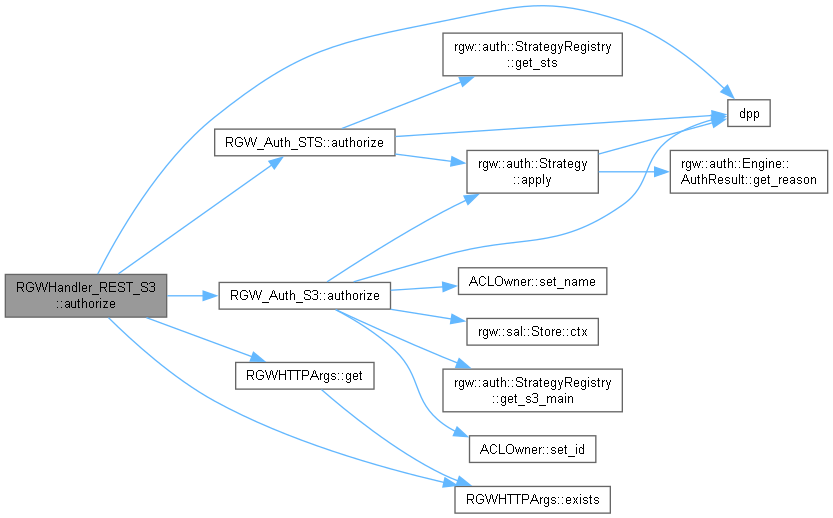 rgw::auth::StrategyRegistry
::get_sts
dpp
RGW_Auth_STS::authorize
rgw::auth::Strategy
::apply
rgw::auth::Engine::
AuthResult::get_reason
RGWHandler_REST_S3
::authorize
RGW_Auth_S3::authorize
ACLOwner::set_name
rgw::sal::Store::ctx
RGWHTTPArgs::get
rgw::auth::StrategyRegistry
::get_s3_main
ACLOwner::set_id
RGWHTTPArgs::exists